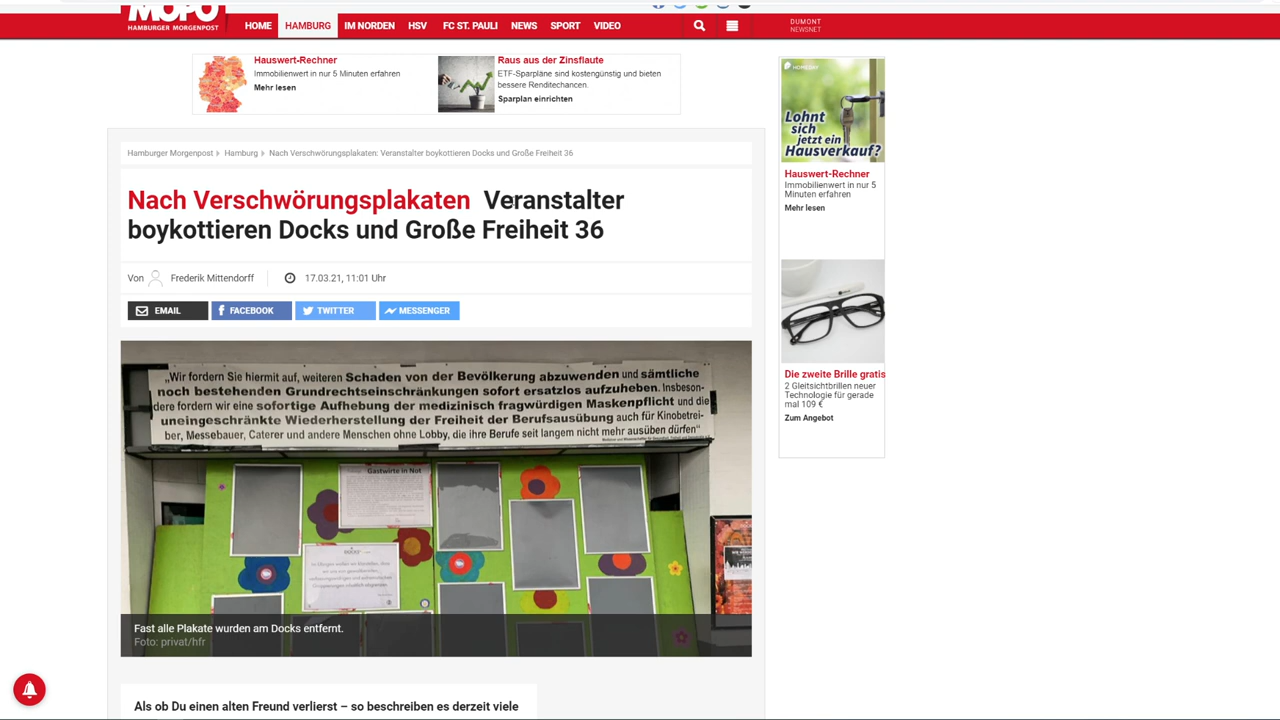 MOPO
HAMBURGER MORGENPOST
HOME HAMBURG IM NORDEN HSV FC ST. PAULI NEWS SPORT VIDEO
DUMONT
NEWSNET
Hauswert-Rechner
Immobilienwert in nur 5 Minuten erfahren
Mehr lesen
Raus aus der Zinsflaute
ETF-Sparpläne sind kostengünstig und bieten
bessere Renditechancen.
Sparplan einrichten
HOMEDAY
Lohnt
sich
jetzt ein
Hausverkauf?
Hauswert-Rechner
Immobilienwert in nur 5
Minuten erfahren
Mehr lesen
Die zweite Brille gratis
2 Gleitsichtbrillen neuer
Technologie für gerade
mal 109 €
Zum Angebot
Hamburger Morgenpost Hamburg Nach Verschwörungsplakaten: Veranstalter boykottieren Docks und Große Freiheit 36
Nach Verschwörungsplakaten Veranstalter
boykottieren Docks und Große Freiheit 36
Von Frederik Mittendorff 17.03.21, 11:01 Uhr
EMAIL FACEBOOK TWITTER MESSENGER
„Wir fordern Sie hiermit auf, weiteren Schaden von der Bevölkerung abzuwenden und sämtliche
noch bestehenden Grundrechtseinschränkungen sofort ersatzlos aufzuheben. Insbeson-
dere fordern wir eine sofortige Aufhebung der medizinisch fragwürdigen Maskenpflicht und die
uneingeschränkte Wiederherstellung der Freiheit der Berufsausübung auch für Kinobetrei-
ber, Messebauer, Caterer und andere Menschen ohne Lobby, die ihre Berufe seit langem nicht mehr ausüben dürfen“
Gastwirte in Not
Fast alle Plakate wurden am Docks entfernt.
Foto: privat/hfr
Als ob Du einen alten Freund verlierst – so beschreiben es derzeit viele